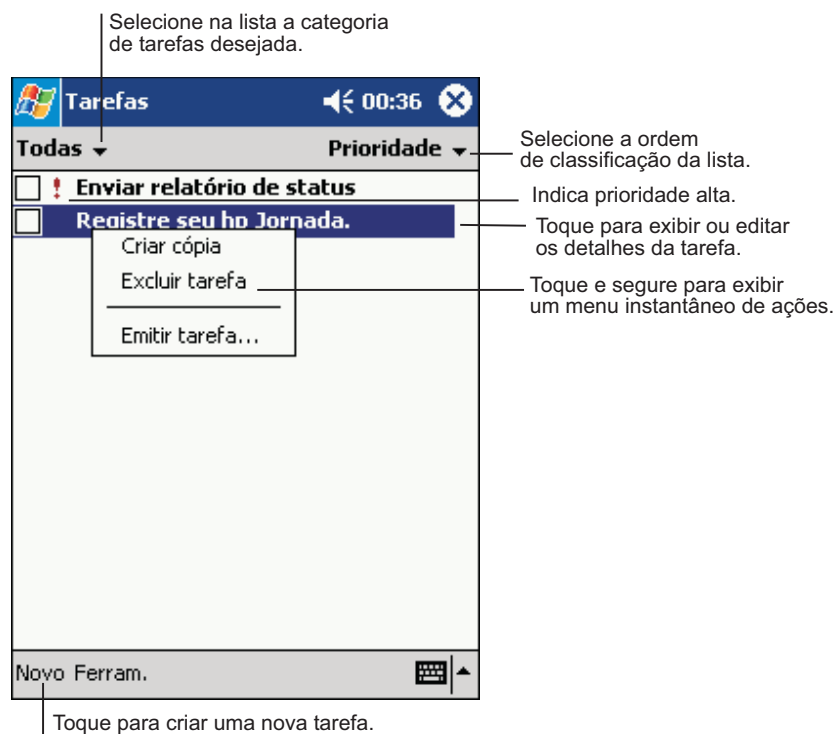 Selecione na lista a categoria
de tarefas desejada.
Tarefas 00:36
Todas Prioridade
Selecione a ordem
de classificação da lista.
! Enviar relatório de status
Indica prioridade alta.
Registre seu hp Jornada.
Toque para exibir ou editar
os detalhes da tarefa.
Criar cópia
Excluir tarefa
Toque e segure para exibir
um menu instantâneo de ações.
Emitir tarefa...
Novo Ferram.
Toque para criar uma nova tarefa.